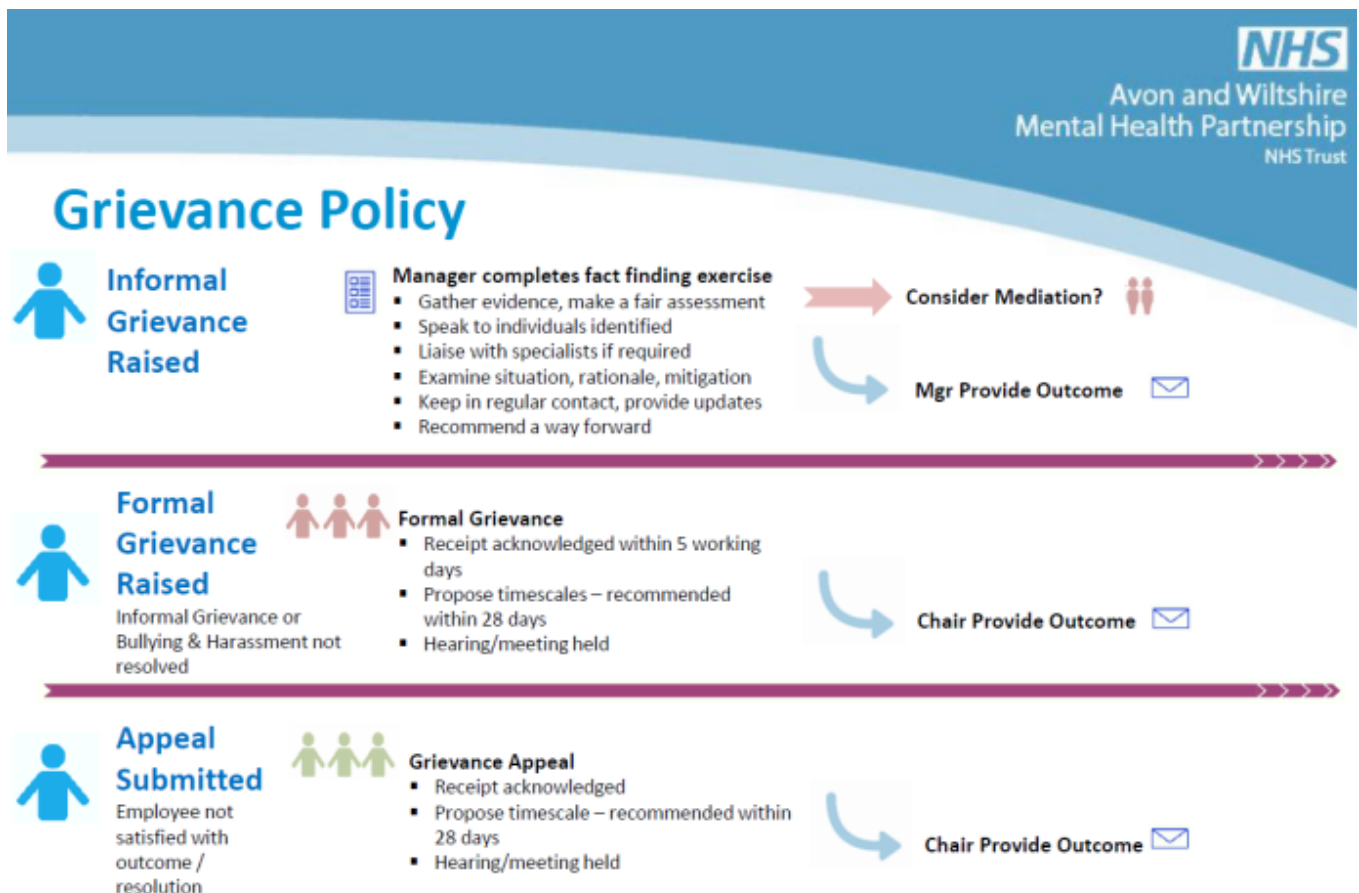 NHS
Avon and Wiltshire
Mental Health Partnership
NHS Trust
Grievance Policy
Informal
Grievance
Raised
Manager completes fact finding exercise
▪ Gather evidence, make a fair assessment
▪ Speak to individuals identified
▪ Liaise with specialists if required
▪ Examine situation, rationale, mitigation
▪ Keep in regular contact, provide updates
▪ Recommend a way forward
Consider Mediation?
Mgr Provide Outcome
Formal
Grievance
Raised
Informal Grievance or
Bullying & Harassment not
resolved
Formal Grievance
▪ Receipt acknowledged within 5 working
days
▪ Propose timescales – recommended
within 28 days
▪ Hearing/meeting held
Chair Provide Outcome
Appeal
Submitted
Employee not
satisfied with
outcome /
resolution
Grievance Appeal
▪ Receipt acknowledged
▪ Propose timescale – recommended within
28 days
▪ Hearing/meeting held
Chair Provide Outcome